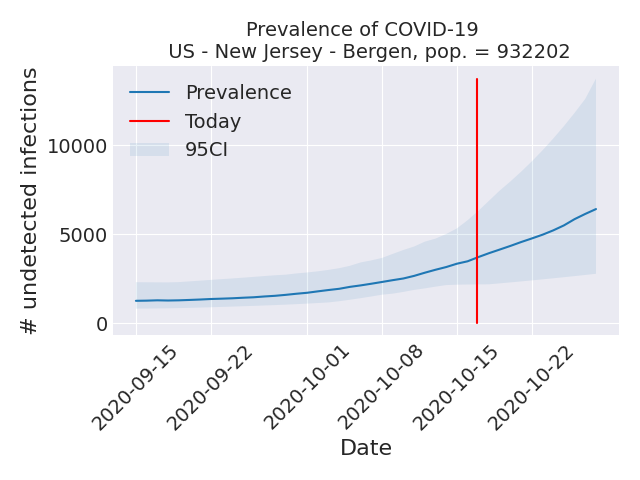 Prevalence of COVID-19
US - New Jersey - Bergen, pop. = 932202
# undetected infections
10000
5000
0
Prevalence
Today
95CI
2020-09-15
2020-09-22
2020-10-01
2020-10-08
2020-10-15
2020-10-22
Date